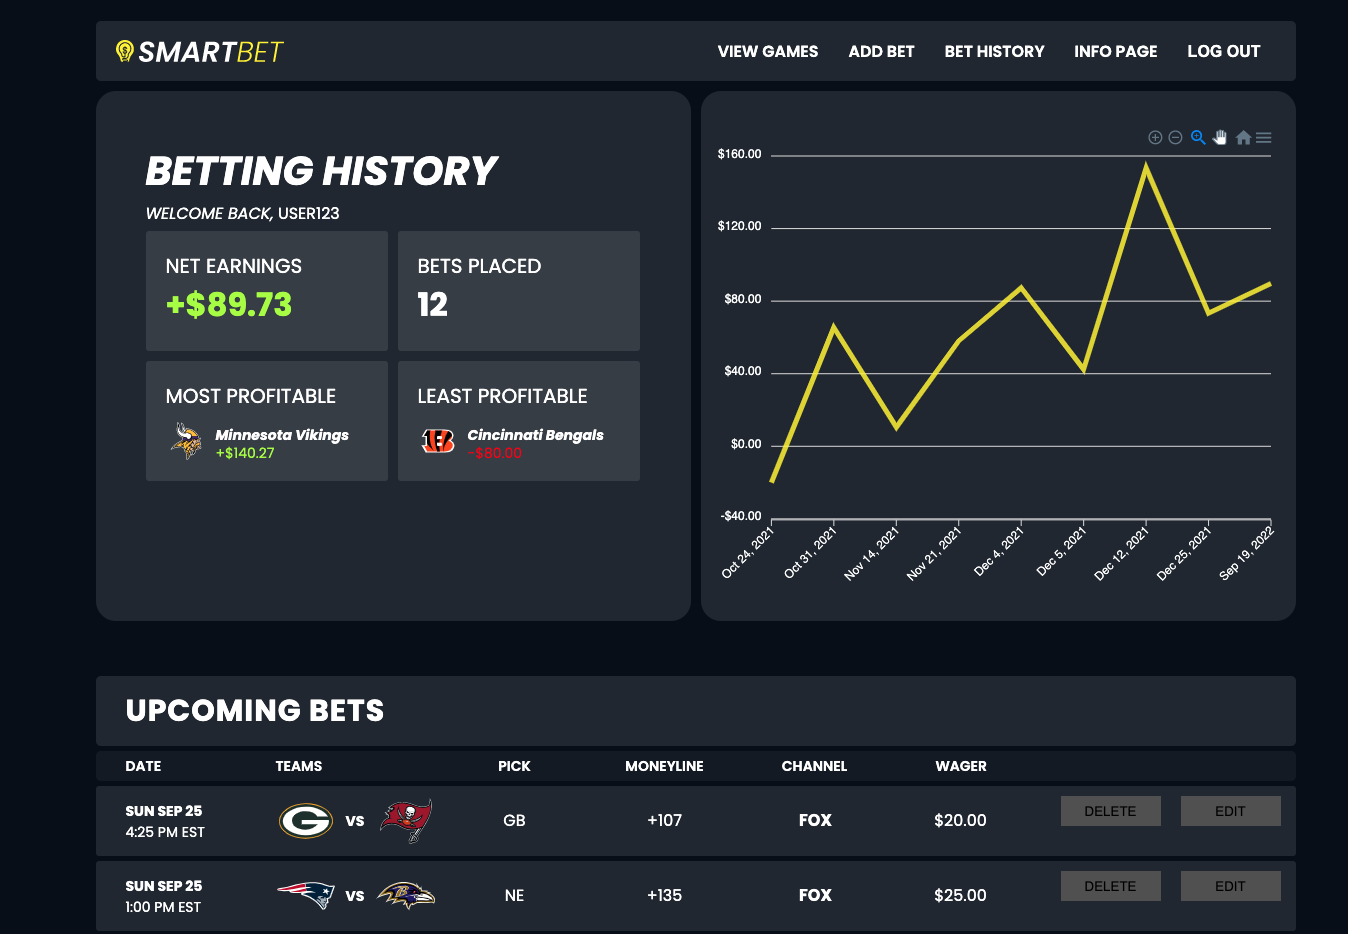 SMARTBET
VIEW GAMES ADD BET BET HISTORY INFO PAGE LOG OUT
BETTING HISTORY
WELCOME BACK, USER123
NET EARNINGS
+$89.73
BETS PLACED
12
MOST PROFITABLE
Minnesota Vikings
+$140.27
LEAST PROFITABLE
B
Cincinnati Bengals
-$80.00
$160.00
$120.00
$80.00
$40.00
$0.00
-$40.00
Oct 24, 2021
Oct 31, 2021
Nov 14, 2021
Nov 21, 2021
Dec 4, 2021
Dec 5, 2021
Dec 12, 2021
Dec 25, 2021
Sep 19, 2022
UPCOMING BETS
DATE TEAMS PICK MONEYLINE CHANNEL WAGER
SUN SEP 25
4:25 PM EST
G VS
GB +107 FOX $20.00 DELETE EDIT
SUN SEP 25
1:00 PM EST
VS
NE +135 FOX $25.00 DELETE EDIT